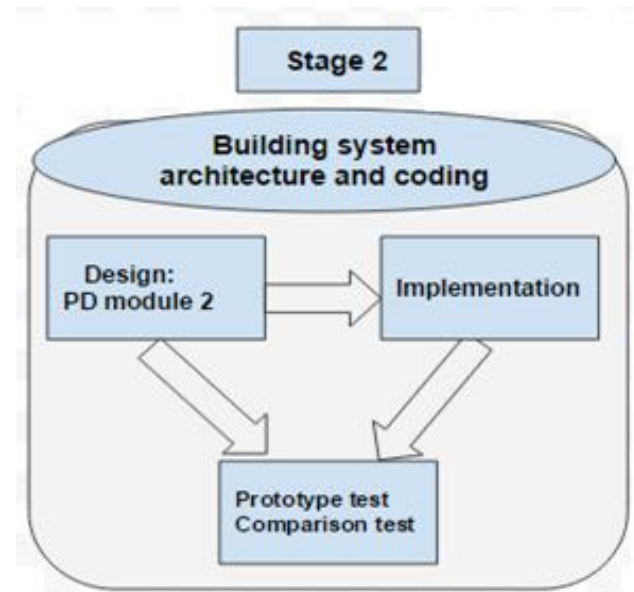 Stage 2
Building system
architecture and coding
Design:
PD module 2
Implementation
Prototype test
Comparison test